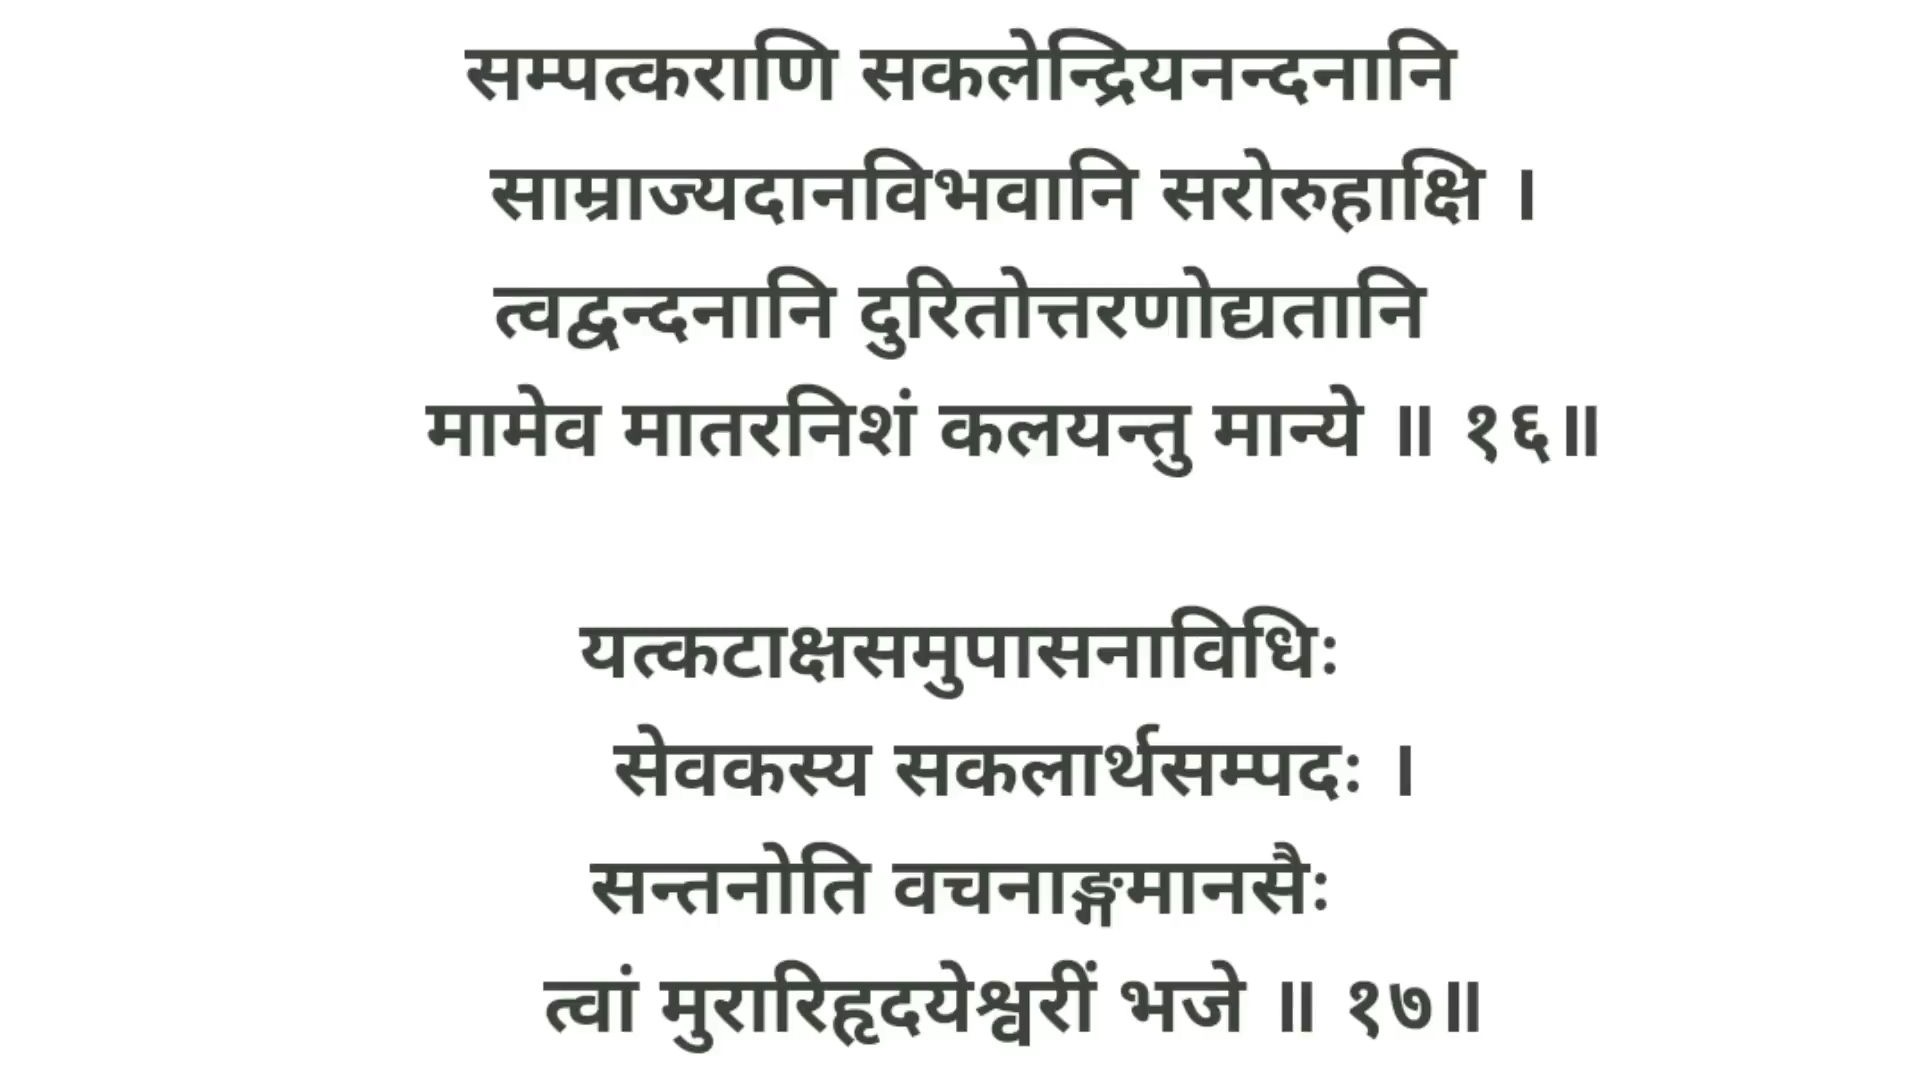 सम्पत्कराणि सकलेन्द्रियनन्दनानि
साम्राज्यदानविभवानि सरोरुहाक्षि ।
त्वद्वन्दनानि दुरितोत्तरणोद्यतानि
मामेव मातरनिशं कलयन्तु मान्ये ॥ १६॥
यत्कटाक्षसमुपासनाविधिः
सेवकस्य सकलार्थसम्पदः ।
सन्तनोति वचनाङ्गमानसैः
त्वां मुरारिहृदयेश्वरीं भजे ॥ १७॥